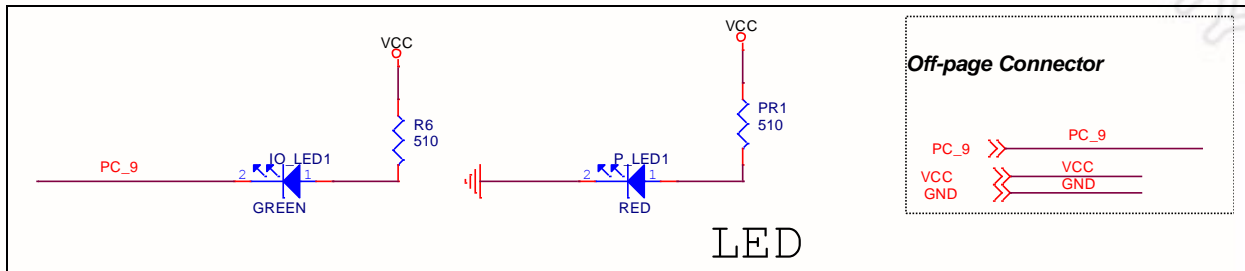 VCC
R6
510
PC_9
IO_LED1
2
1
GREEN
VCC
PR1
510
P_LED1
2
1
RED
LED
Off-page Connector
PC_9
PC_9
VCC
VCC
GND
GND